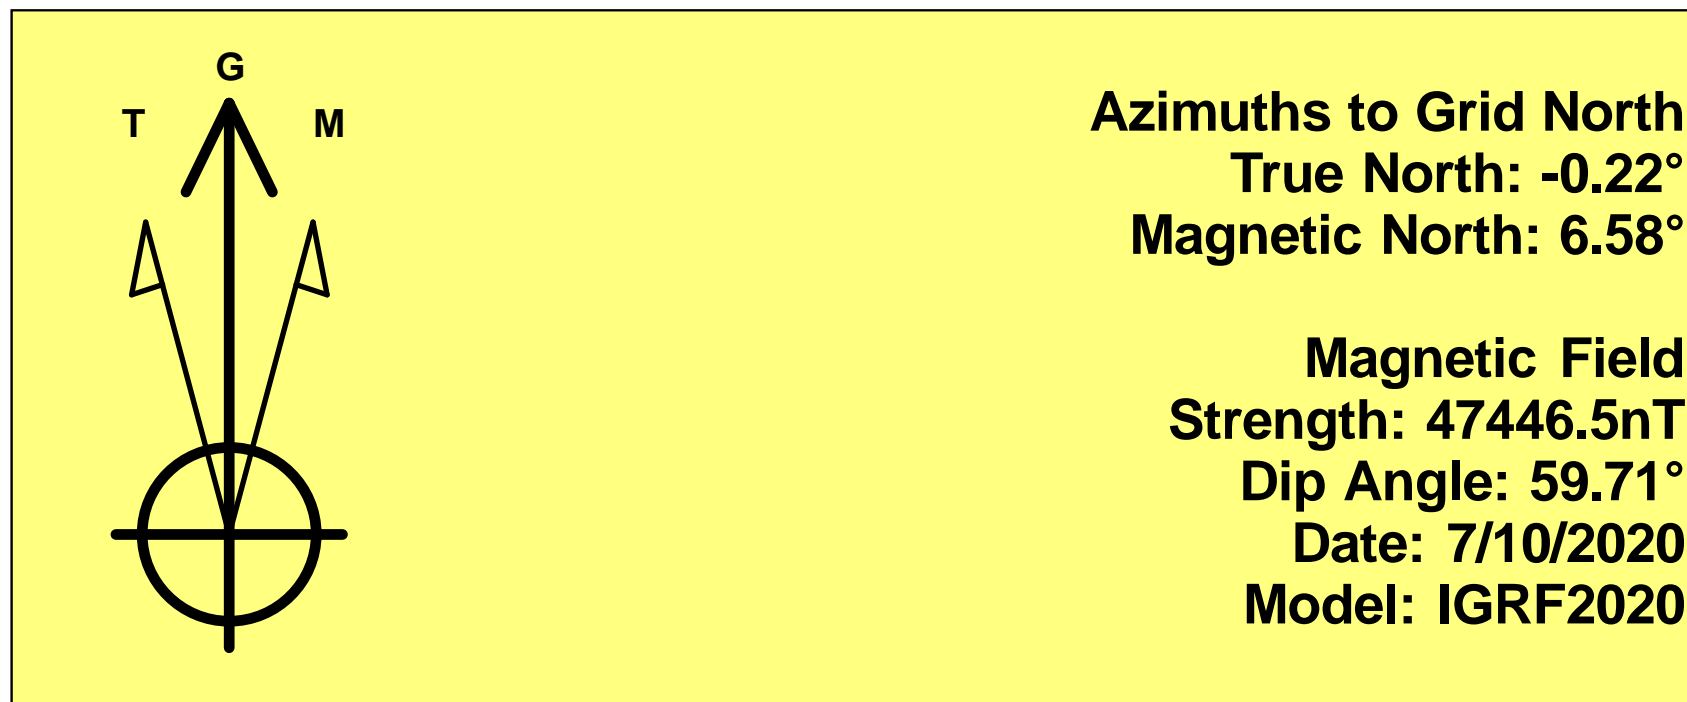 G
T M
Azimuths to Grid North
True North: -0.22°
Magnetic North: 6.58°
Magnetic Field
Strength: 47446.5nT
Dip Angle: 59.71°
Date: 7/10/2020
Model: IGRF2020